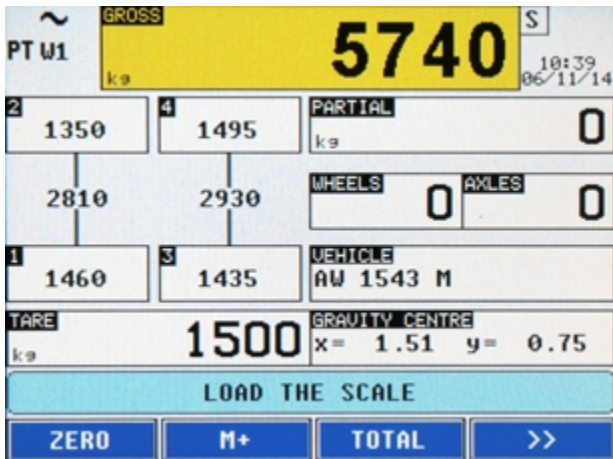 ~ GROSS S
PT W1 kg 5740 10:39
06/11/14
2 1350 4 1495 PARTIAL kg 0
2810 2930 WHEELS 0 AXLES 0
1 1460 3 1435 VEHICLE
AW 1543 M
TARE kg 1500 GRAVITY CENTRE
x= 1.51 y= 0.75
LOAD THE SCALE
ZERO M+ TOTAL >>